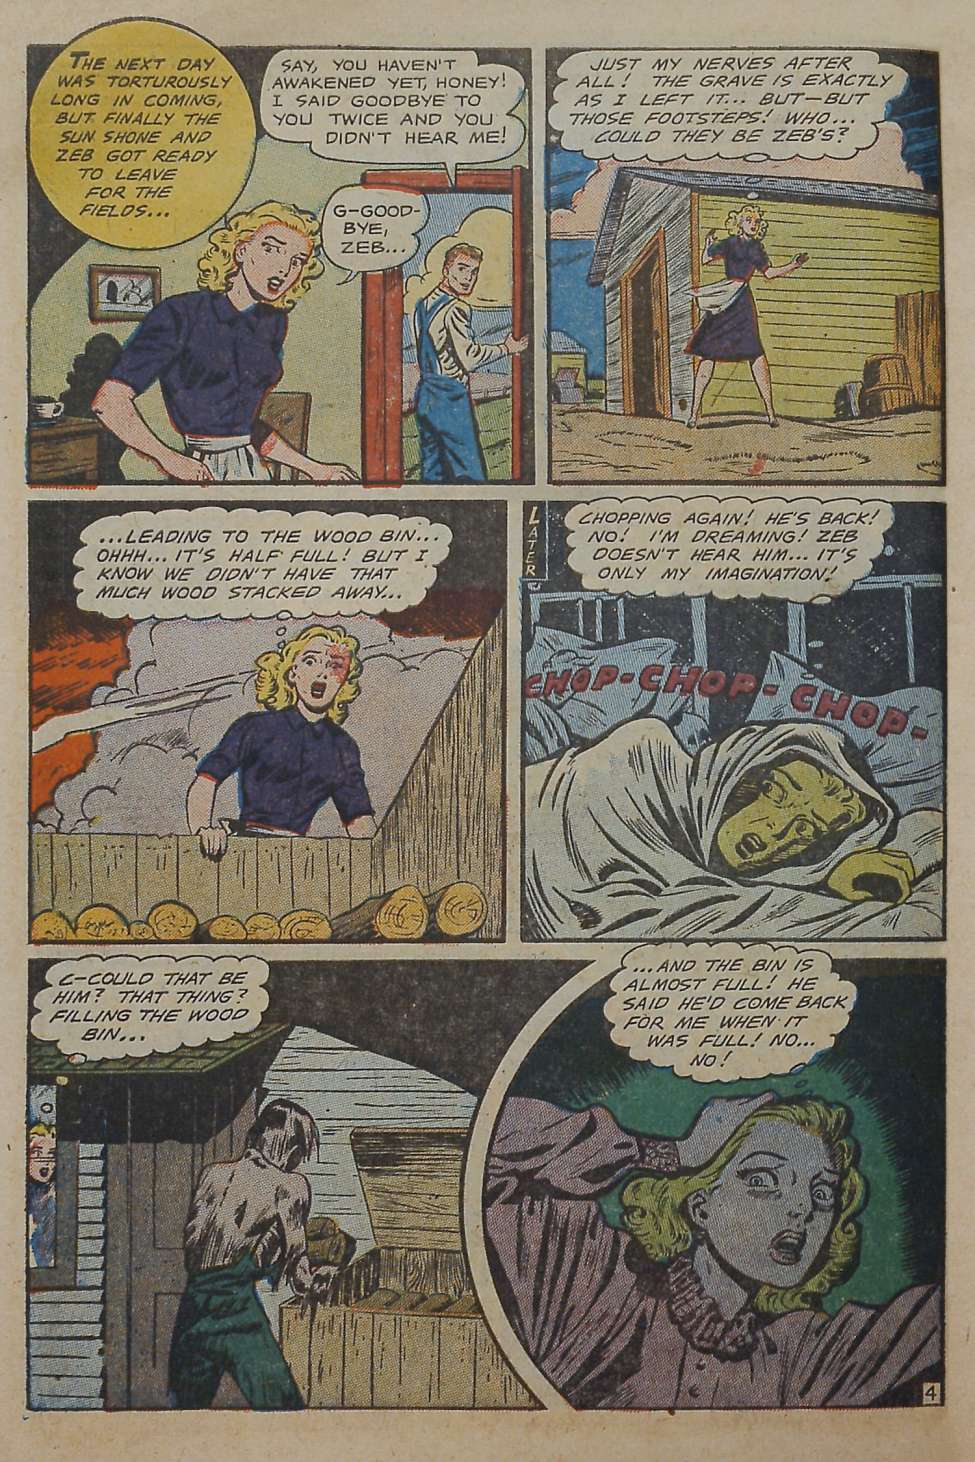 THE NEXT DAY
WAS TORTUROUSLY
LONG IN COMING,
BUT FINALLY THE
SUN SHONE AND
ZEB GOT READY
TO LEAVE
FOR THE
FIELDS...
SAY, YOU HAVEN'T
AWAKENED YET, HONEY!
I SAID GOODBYE TO
YOU TWICE AND YOU
DIDN'T HEAR ME!
G-GOOD-
BYE,
ZEB...
JUST MY NERVES AFTER
ALL! THE GRAVE IS EXACTLY
AS I LEFT IT... BUT—BUT
THOSE FOOTSTEPS! WHO...
COULD THEY BE ZEB'S?
...LEADING TO THE WOOD BIN...
OHHH... IT'S HALF FULL! BUT I
KNOW WE DIDN'T HAVE THAT
MUCH WOOD STACKED AWAY...
LATER
CHOPPING AGAIN! HE'S BACK!
NO! I'M DREAMING! ZEB
DOESN'T HEAR HIM... IT'S
ONLY MY IMAGINATION!
CHOP-CHOP-CHOP-
C-COULD THAT BE
HIM? THAT THING?
FILLING THE WOOD
BIN...
...AND THE BIN IS
ALMOST FULL! HE
SAID HE'D COME BACK
FOR ME WHEN IT
WAS FULL! NO...
NO!
4